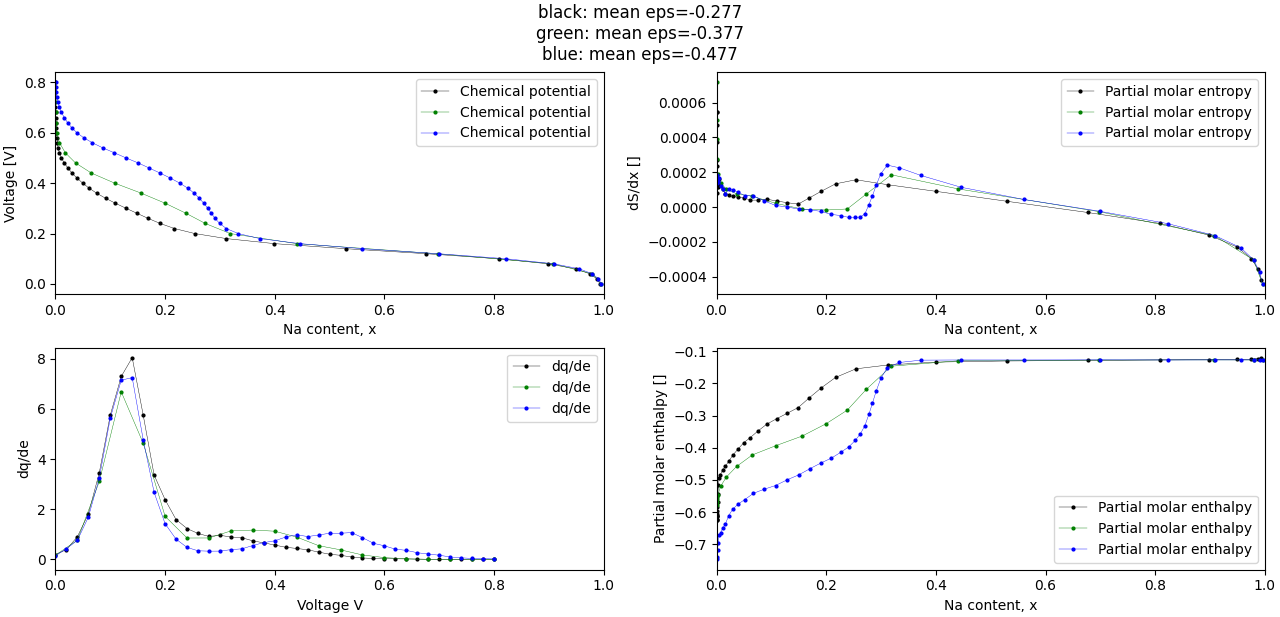 black: mean eps=-0.277
green: mean eps=-0.377
blue: mean eps=-0.477
Voltage [V]
0.8
0.6
0.4
0.2
0.0
Chemical potential
Chemical potential
Chemical potential
0.0 0.2 0.4 0.6 0.8 1.0
Na content, x
dS/dx []
0.0006
0.0004
0.0002
0.0000
−0.0002
−0.0004
Partial molar entropy
Partial molar entropy
Partial molar entropy
0.0 0.2 0.4 0.6 0.8 1.0
Na content, x
dq/de
8
6
4
2
0
dq/de
dq/de
dq/de
0.0 0.2 0.4 0.6 0.8 1.0
Voltage V
Partial molar enthalpy []
−0.1
−0.2
−0.3
−0.4
−0.5
−0.6
−0.7
Partial molar enthalpy
Partial molar enthalpy
Partial molar enthalpy
0.0 0.2 0.4 0.6 0.8 1.0
Na content, x